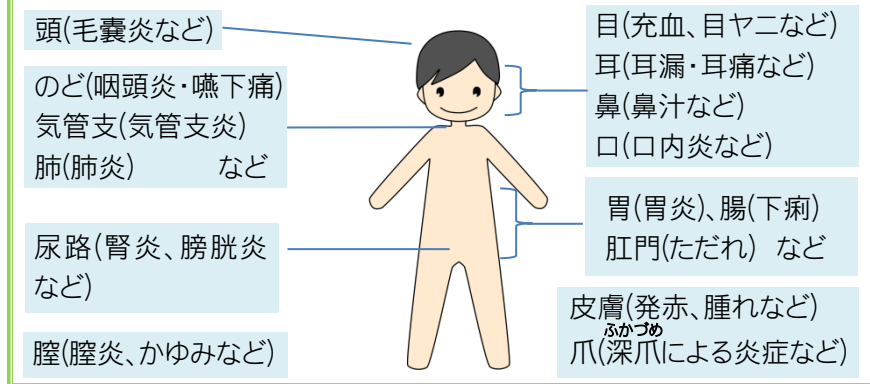 頭(毛嚢炎など)
のど(咽頭炎・嚥下痛)
気管支(気管支炎)
肺(肺炎)　など
尿路(腎炎、膀胱炎
など)
膣(膣炎、かゆみなど)
目(充血、目ヤニなど)
耳(耳漏・耳痛など)
鼻(鼻汁など)
口(口内炎など)
胃(胃炎)、腸(下痢)
肛門(ただれ)　など
皮膚(発赤、腫れなど)
ふかづめ
爪(深爪による炎症など)